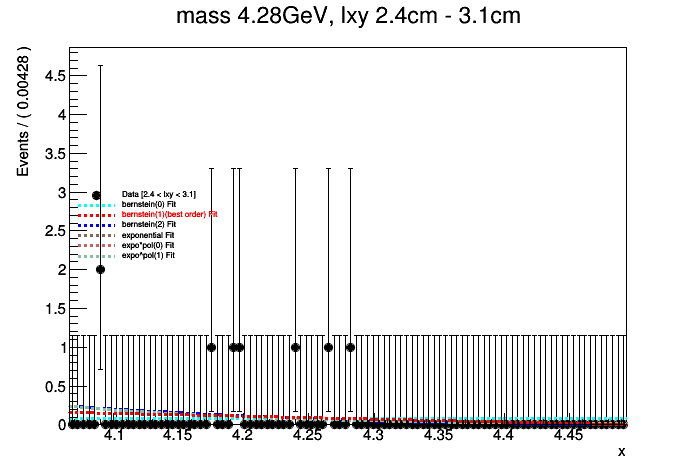 mass 4.28GeV, lxy 2.4cm - 3.1cm
Events / ( 0.00428 )
4.5
4
3.5
3
2.5
2
1.5
1
0.5
0
Data [2.4 < lxy < 3.1]
bernstein(0) Fit
bernstein(1)(best order) Fit
bernstein(2) Fit
exponential Fit
expo*pol(0) Fit
expo*pol(1) Fit
4.1 4.15 4.2 4.25 4.3 4.35 4.4 4.45
x